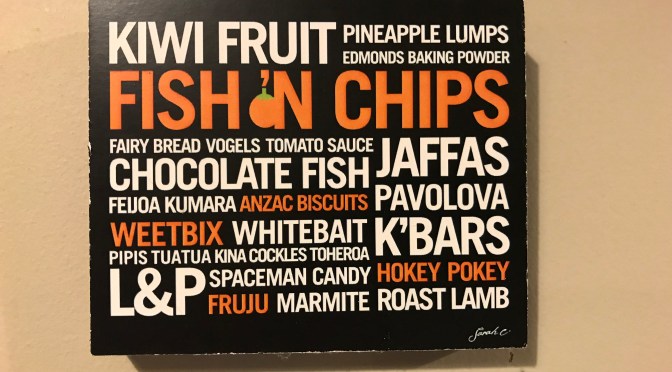 KIWI FRUIT
PINEAPPLE LUMPS
EDMONDS BAKING POWDER
FISH 'N CHIPS
FAIRY BREAD VOGELS TOMATO SAUCE
CHOCOLATE FISH
JAFFAS
FEIJOA KUMARA ANZAC BISCUITS
PAVOLOVA
WEETBIX WHITEBAIT
K'BARS
PIPIS TUATUA KINA COCKLES TOHEROA
L&P
SPACEMAN CANDY
HOKEY POKEY
FRUJU MARMITE
ROAST LAMB
Sarah C